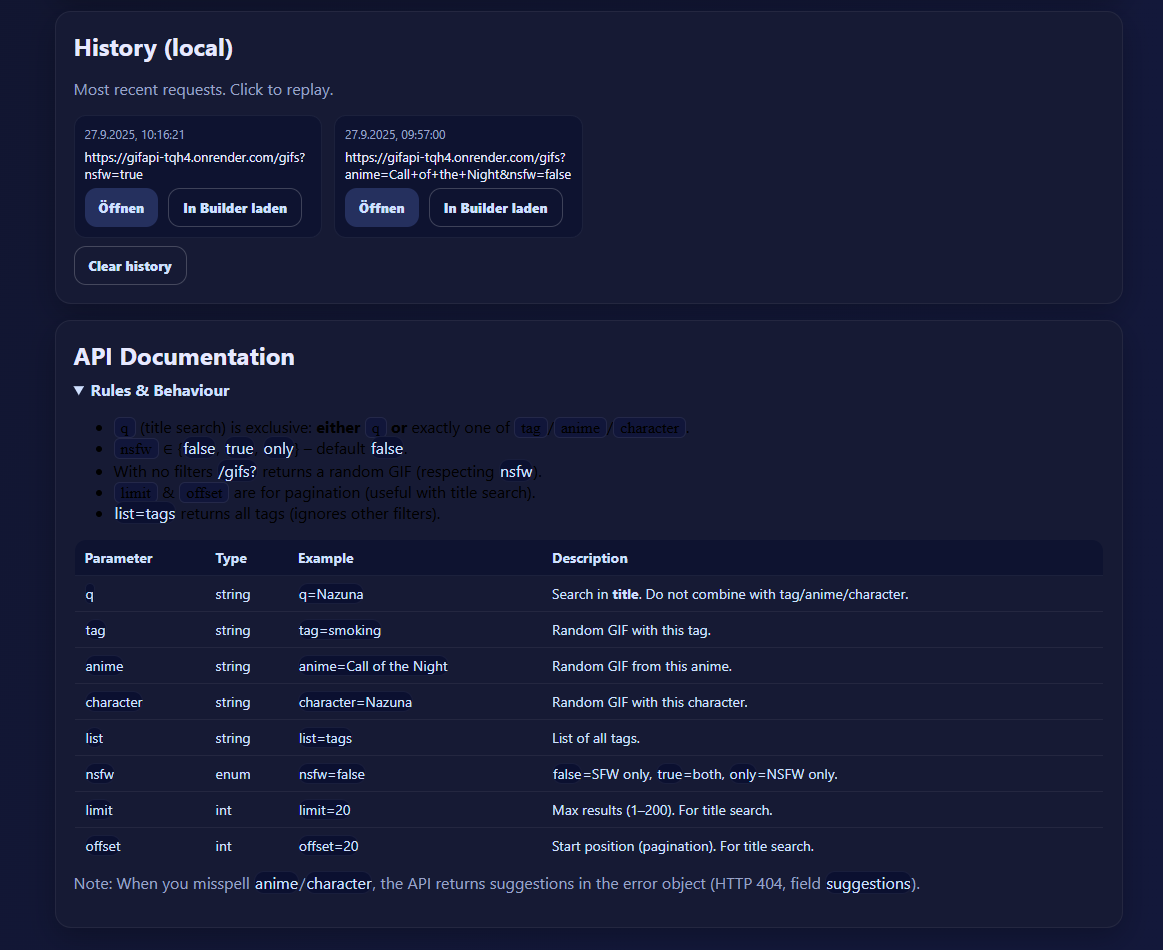 History (local)
Most recent requests. Click to replay.
27.9.2025, 10:16:21
https://gifapi-tqh4.onrender.com/gifs?
nsfw=true
Öffnen
In Builder laden
27.9.2025, 09:57:00
https://gifapi-tqh4.onrender.com/gifs?
anime=Call+of+the+Night&nsfw=false
Öffnen
In Builder laden
Clear history
API Documentation
▼ Rules & Behaviour
• q (title search) is exclusive: either q or exactly one of tag/anime/character.
• nsfw ∈ {false, true, only} – default false
• With no filters /gifs? returns a random GIF (respecting nsfw).
• limit & offset are for pagination (useful with title search).
• list=tags returns all tags (ignores other filters).
Parameter Type Example Description
q string q=Nazuna Search in title. Do not combine with tag/anime/character.
tag string tag=smoking Random GIF with this tag.
anime string anime=Call of the Night Random GIF from this anime.
character string character=Nazuna Random GIF with this character.
list string list=tags List of all tags.
nsfw enum nsfw=false false=SFW only, true=both, only=NSFW only.
limit int limit=20 Max results (1–200). For title search.
offset int offset=20 Start position (pagination). For title search.
Note: When you misspell anime/character, the API returns suggestions in the error object (HTTP 404, field suggestions).